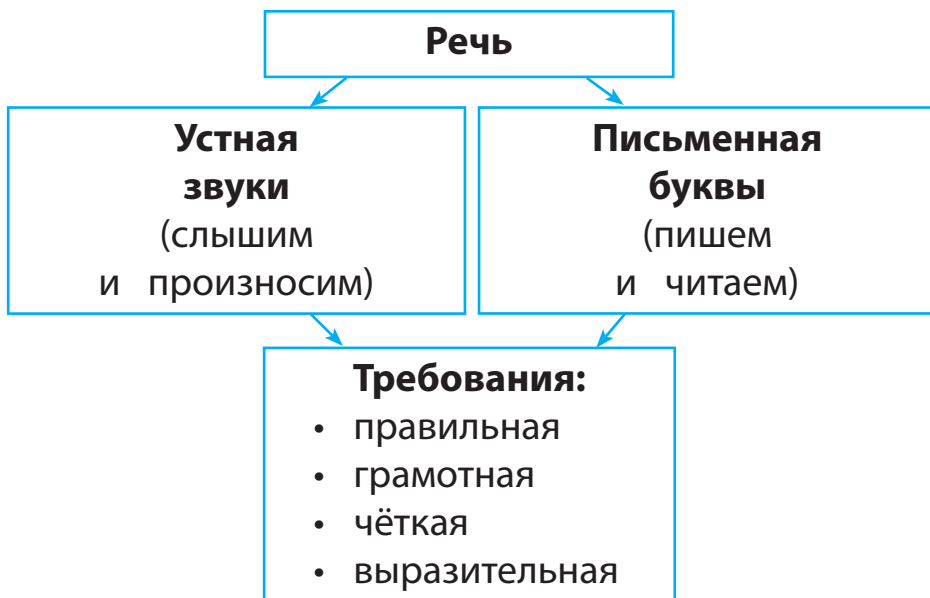 Речь
Устная
звуки
(слышим
и произносим)
Письменная
буквы
(пишем
и читаем)
Требования:
• правильная
• грамотная
• чёткая
• выразительная